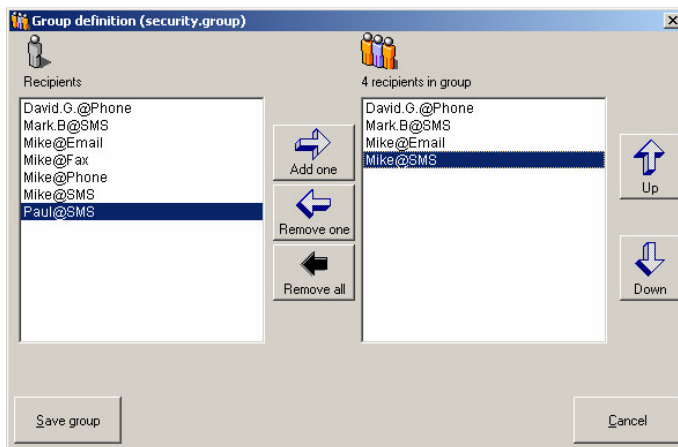 Group definition (security.group)
Recipients
4 recipients in group
David.G.@Phone
Mark.B@SMS
Mike@Email
Mike@Fax
Mike@Phone
Mike@SMS
Paul@SMS
Add one
Remove one
Remove all
David.G.@Phone
Mark.B@SMS
Mike@Email
Mike@SMS
Up
Down
Save group
Cancel